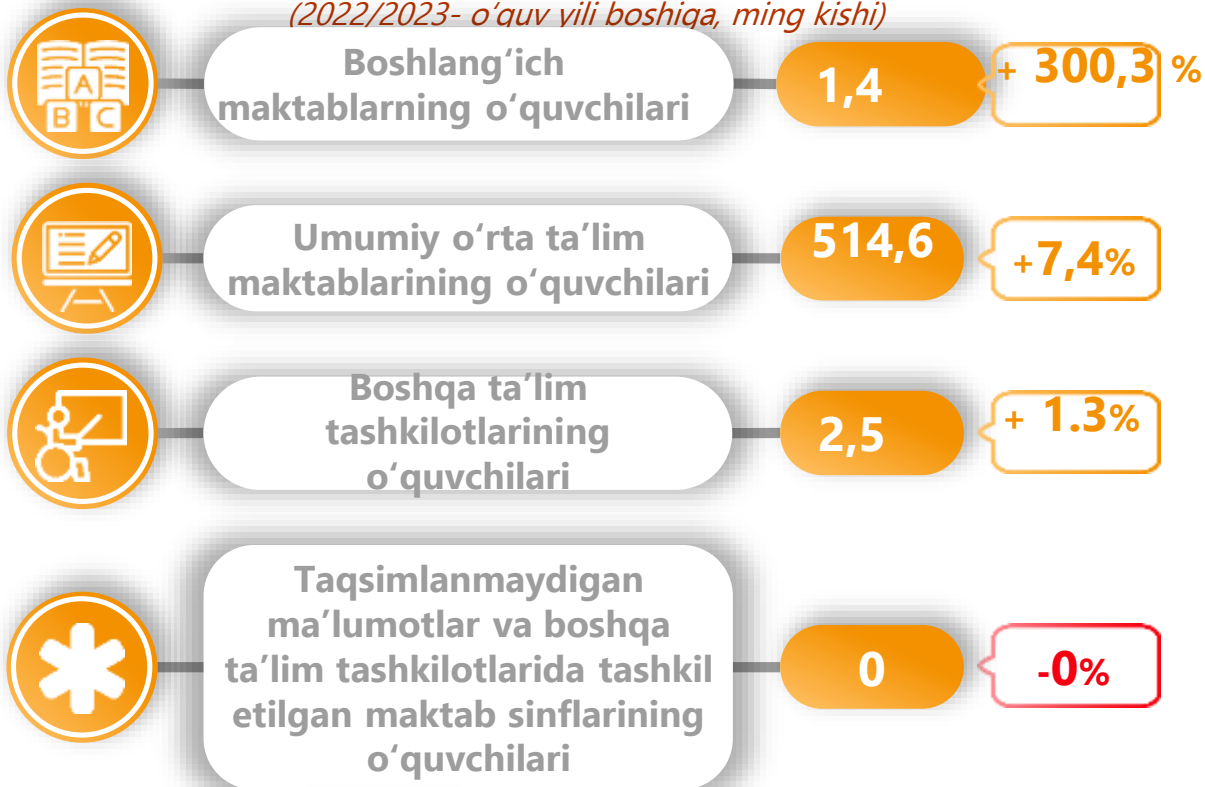 (2022/2023- o‘quv yili boshiga, ming kishi)
Boshlang‘ich
maktablarning o‘quvchilari
1,4
+ 300,3 %
A
B C
Umumiy o‘rta ta’lim
maktablarining o‘quvchilari
514,6
+7,4%
Boshqa ta’lim
tashkilotlarining
o‘quvchilari
2,5
+ 1.3%
Taqsimlanmaydigan
ma’lumotlar va boshqa
ta’lim tashkilotlarida tashkil
etilgan maktab sinflarining
o‘quvchilari
0
-0%